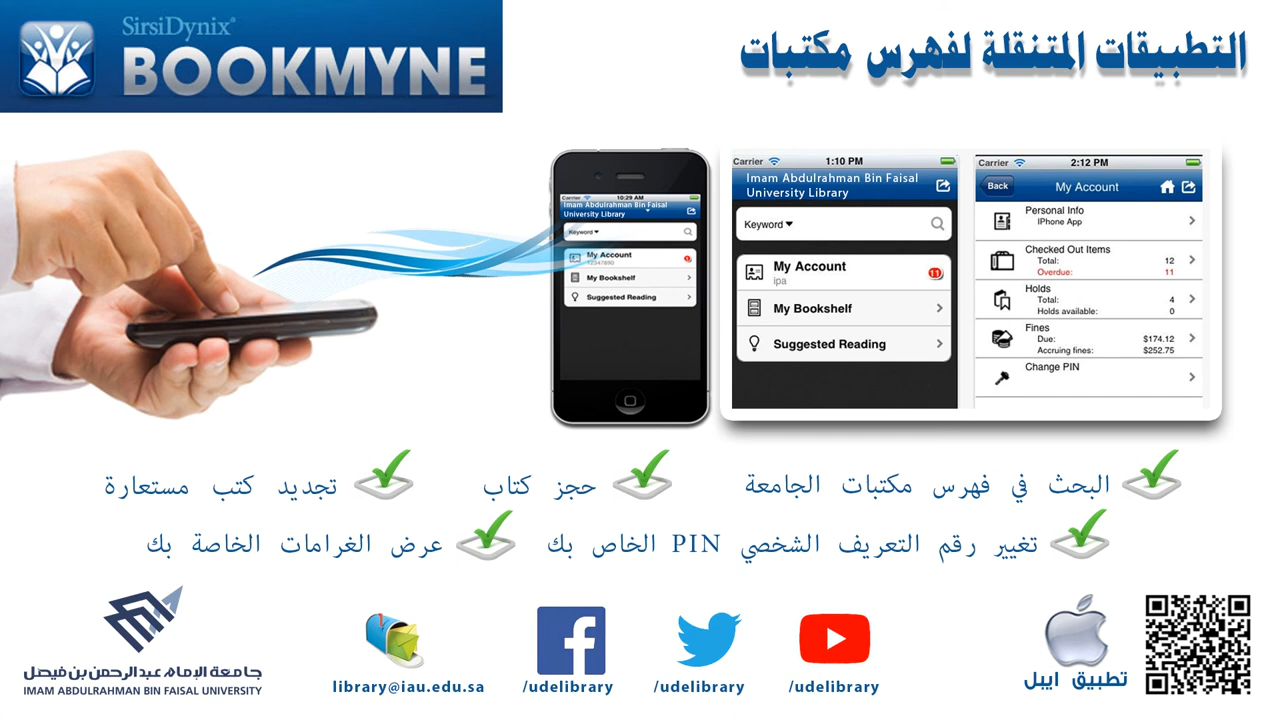 SirsiDynix®
BOOKMYNE
التطبيقات المتنقلة لفهرس مكتبات
10:29 AM
Imam Abdulrahman Bin Faisal
University Library
Keyword
My Account
12347890
My Bookshelf
Suggested Reading
Carrier 1:10 PM
Imam Abdulrahman Bin Faisal
University Library
Keyword
My Account
ipa
11
My Bookshelf
Suggested Reading
Carrier 2:12 PM
Back My Account
Personal Info
IPhone App
Checked Out Items
Total: 12
Overdue: 11
Holds
Total: 4
Holds available: 0
Fines
Due: $174.12
Accruing fines: $252.75
Change PIN
البحث في فهرس مكتبات الجامعة حجز كتاب تجديد كتب مستعارة
تغيير رقم التعريف الشخصي PIN الخاص بك عرض الغرامات الخاصة بك
جامعة الإمام عبدالرحمن بن فيصل
IMAM ABDULRAHMAN BIN FAISAL UNIVERSITY
library@iau.edu.sa
/udelibrary
/udelibrary
/udelibrary
تطبيق ايبل